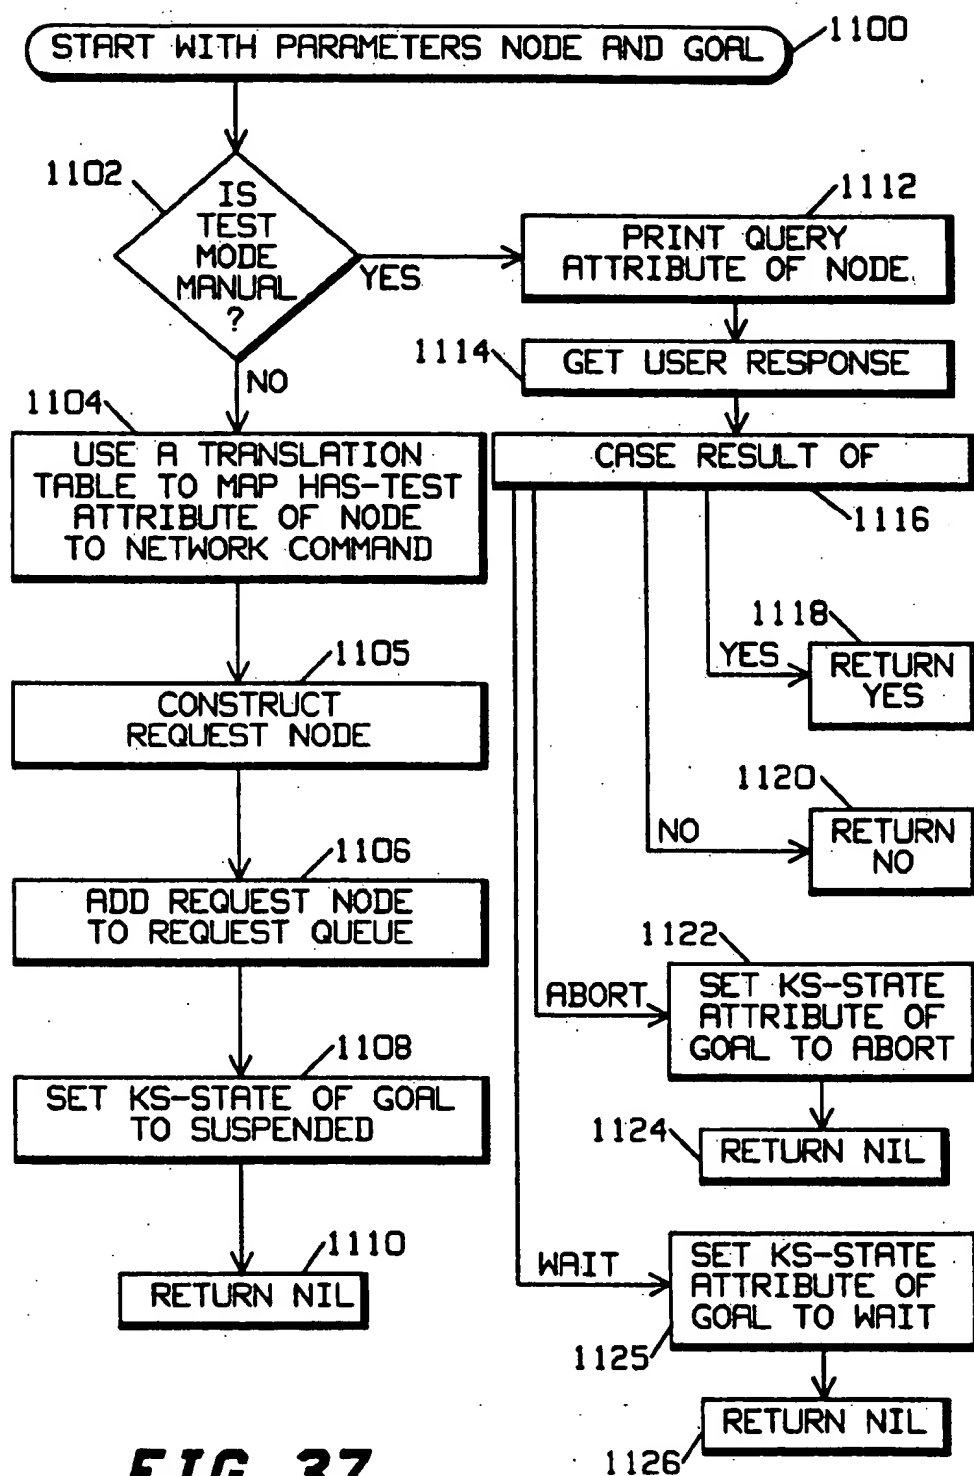 START WITH PARAMETERS NODE AND GOAL
1100
1102
IS
TEST
MODE
MANUAL
?
YES
NO
1112
PRINT QUERY
ATTRIBUTE OF NODE
1114
GET USER RESPONSE
1104
USE A TRANSLATION
TABLE TO MAP HAS-TEST
ATTRIBUTE OF NODE
TO NETWORK COMMAND
CASE RESULT OF
1116
1105
CONSTRUCT
REQUEST NODE
1118
YES
RETURN
YES
1120
NO
RETURN
NO
1106
ADD REQUEST NODE
TO REQUEST QUEUE
1122
ABORT
SET KS-STATE
ATTRIBUTE OF
GOAL TO ABORT
1108
SET KS-STATE OF GOAL
TO SUSPENDED
1124
RETURN NIL
1110
RETURN NIL
WAIT
SET KS-STATE
ATTRIBUTE OF
GOAL TO WAIT
1125
RETURN NIL
1126
FIG 37